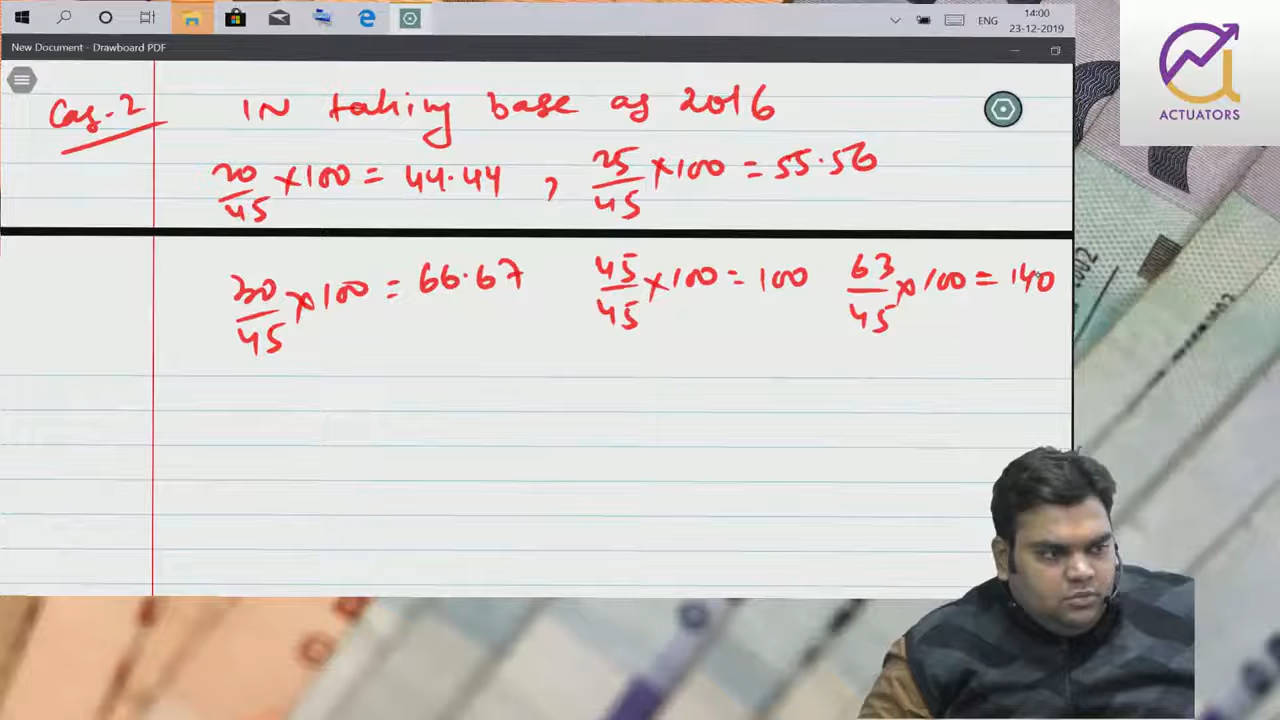 ENG
14:00
23-12-2019
New Document - Drawboard PDF
ACTUATORS
Cas-2 IN taking base as 2016
20/45 ×100 = 44.44 , 25/45 ×100 = 55.56
30/45 ×100 = 66.67 45/45 ×100 = 100 63/45 ×100 = 140